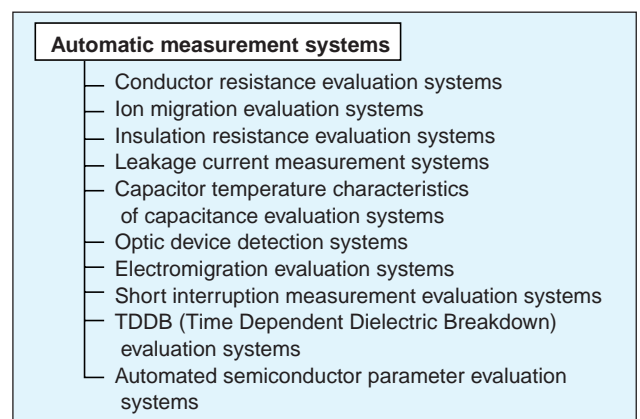 Automatic measurement systems
Conductor resistance evaluation systems
Ion migration evaluation systems
Insulation resistance evaluation systems
Leakage current measurement systems
Capacitor temperature characteristics
of capacitance evaluation systems
Optic device detection systems
Electromigration evaluation systems
Short interruption measurement evaluation systems
TDDB (Time Dependent Dielectric Breakdown)
evaluation systems
Automated semiconductor parameter evaluation
systems